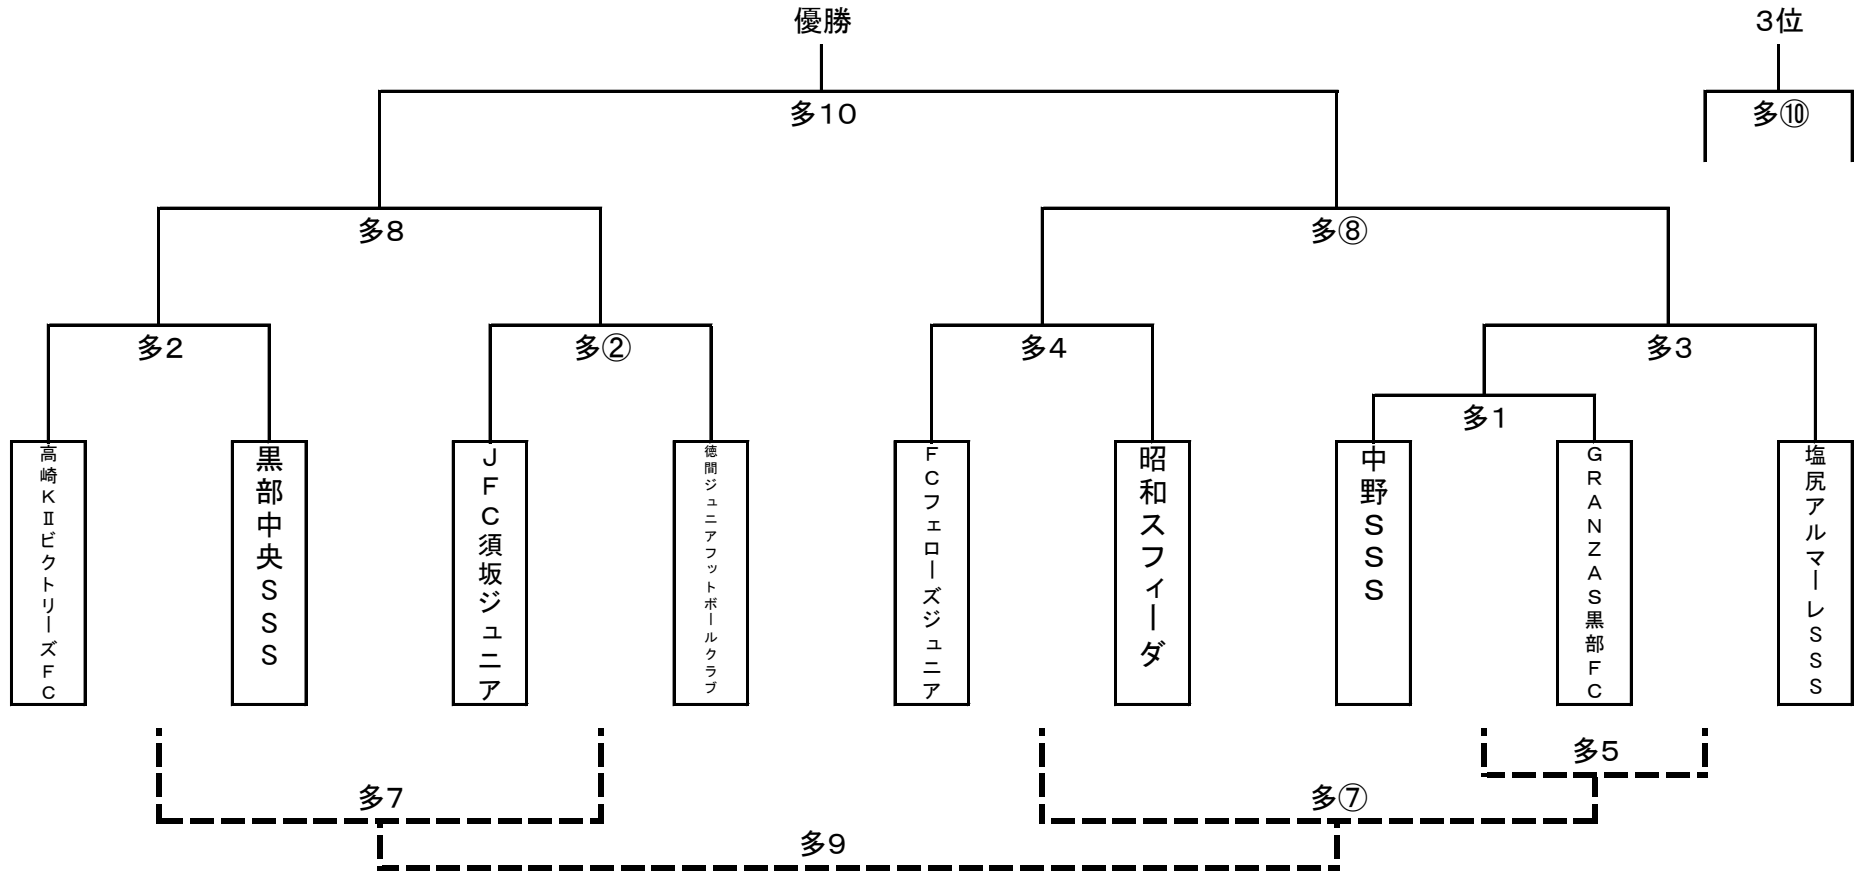 優勝
3位
多10
多⑩
多8
多⑧
多2
多②
多4
多3
多1
高崎KⅡビクトリーズFC
黒部中央SSS
JFC須坂ジュニア
徳間ジュニアフットボールクラブ
FCフェローズジュニア
昭和スフィーダ
中野SSS
GRANZAS黒部FC
塩尻アルマーレSSS
多5
多7
多⑦
多9